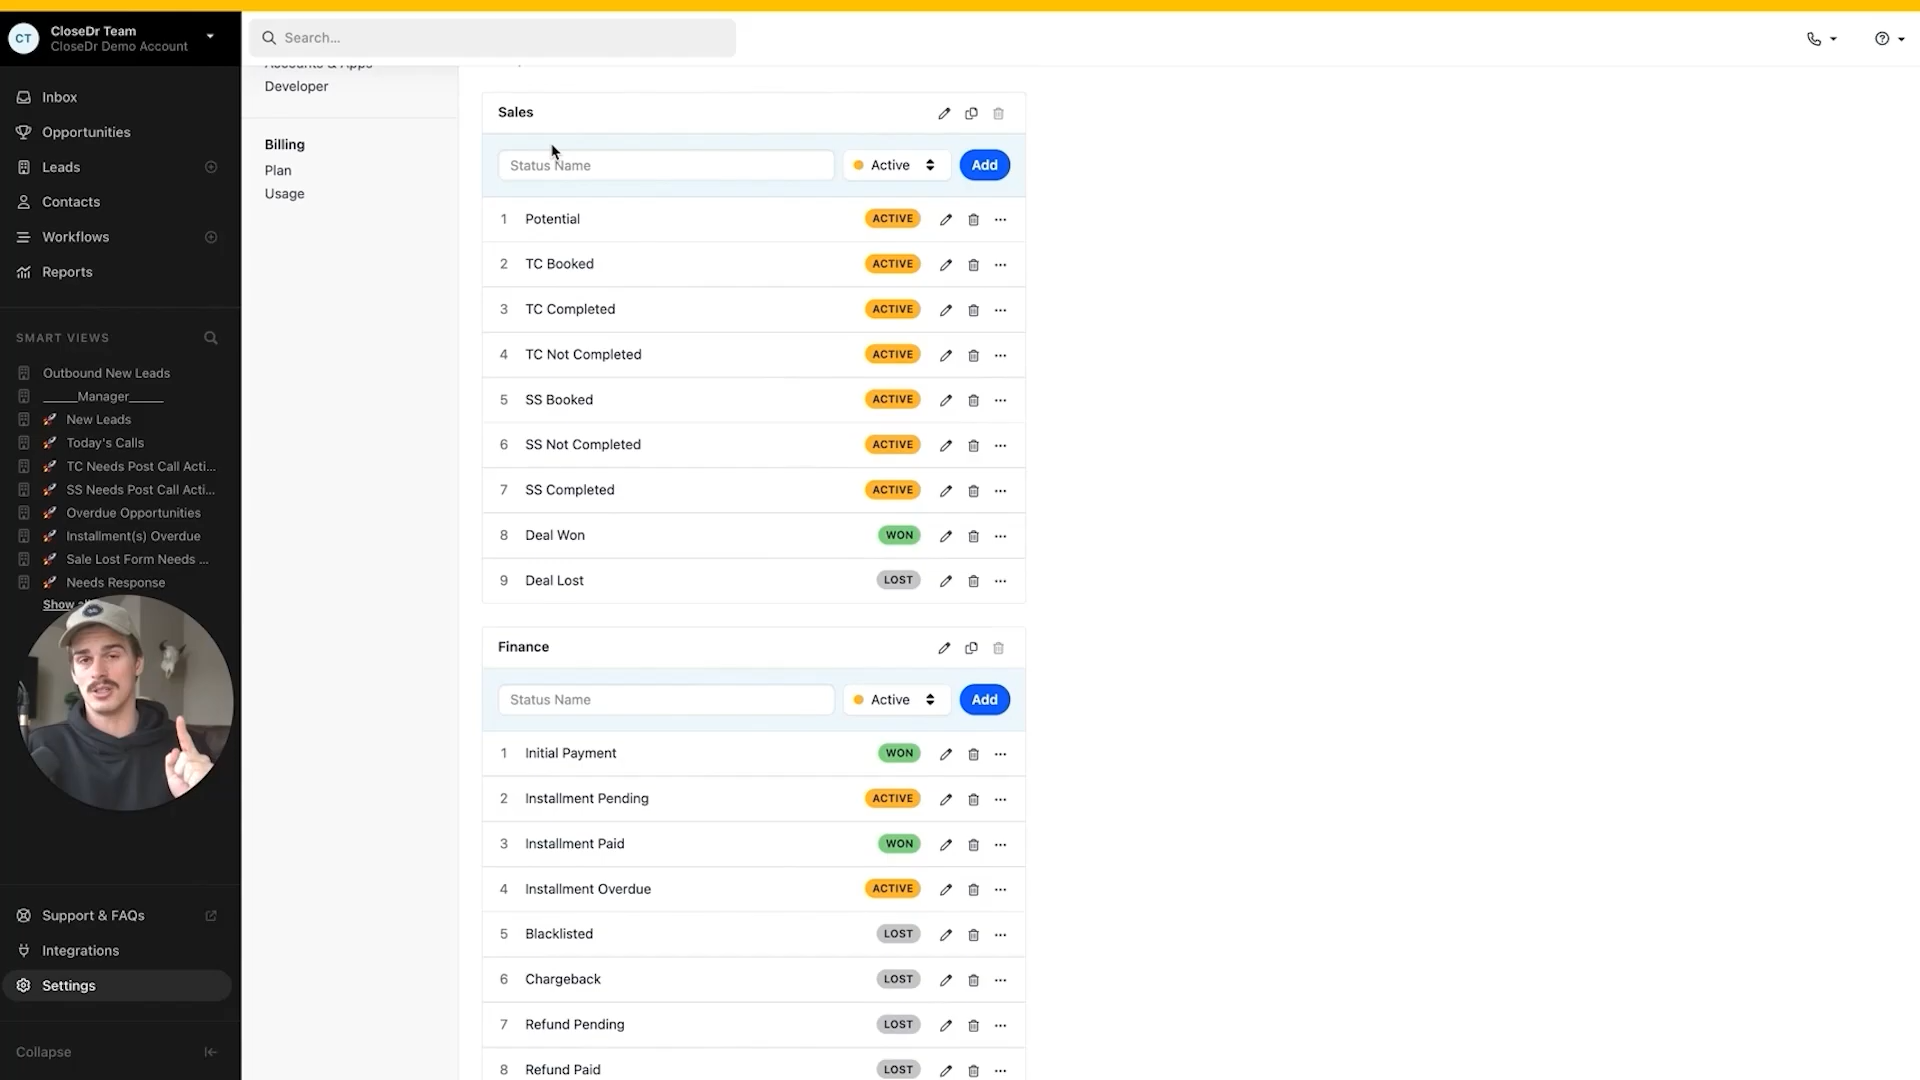 CT
CloseDr Team
CloseDr Demo Account
Search...
Inbox
Opportunities
Leads
Contacts
Workflows
Reports
SMART VIEWS
Outbound New Leads
_____Manager_____
New Leads
Today's Calls
TC Needs Post Call Acti...
SS Needs Post Call Acti...
Overdue Opportunities
Installment(s) Overdue
Sale Lost Form Needs ...
Needs Response
Show
Support & FAQs
Integrations
Settings
Collapse
Accounts & Apps
Developer
Billing
Plan
Usage
Sales
Status Name
Active
Add
1 Potential ACTIVE
2 TC Booked ACTIVE
3 TC Completed ACTIVE
4 TC Not Completed ACTIVE
5 SS Booked ACTIVE
6 SS Not Completed ACTIVE
7 SS Completed ACTIVE
8 Deal Won WON
9 Deal Lost LOST
Finance
Status Name
Active
Add
1 Initial Payment WON
2 Installment Pending ACTIVE
3 Installment Paid WON
4 Installment Overdue ACTIVE
5 Blacklisted LOST
6 Chargeback LOST
7 Refund Pending LOST
8 Refund Paid LOST